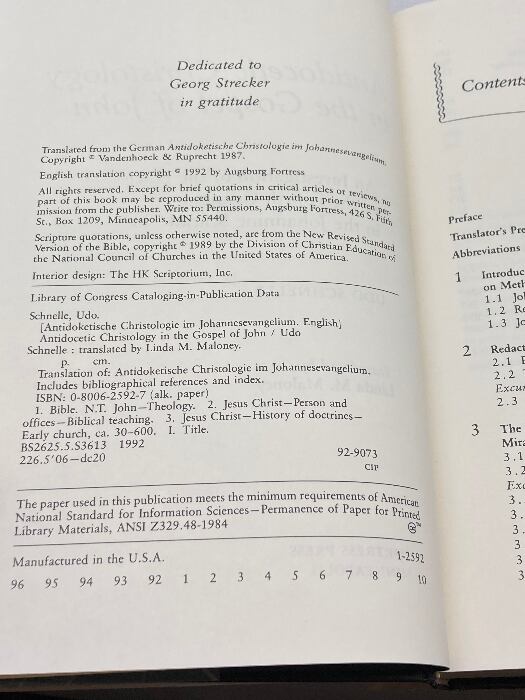 Dedicated to
Georg Strecker
in gratitude
Translated from the German Antidoketische Christologie im Johannesevangelium,
Copyright © Vandenhoeck & Ruprecht 1987.
English translation copyright © 1992 by Augsburg Fortress
All rights reserved. Except for brief quotations in critical articles or reviews, no
part of this book may be reproduced in any manner without prior written per-
mission from the publisher. Write to: Permissions, Augsburg Fortress, 426 S. Fifth
St., Box 1209, Minneapolis, MN 55440.
Scripture quotations, unless otherwise noted, are from the New Revised Standard
Version of the Bible, copyright © 1989 by the Division of Christian Education of
the National Council of Churches in the United States of America.
Interior design: The HK Scriptorium, Inc.
Library of Congress Cataloging-in-Publication Data
Schnelle, Udo.
[Antidoketische Christologie im Johannesevangelium. English]
Antidocetic Christology in the Gospel of John / Udo
Schnelle : translated by Linda M. Maloney.
p. cm.
Translation of: Antidoketische Christologie im Johannesevangelium.
Includes bibliographical references and index.
ISBN: 0-8006-2592-7 (alk. paper)
1. Bible. N.T. John—Theology. 2. Jesus Christ—Person and
offices—Biblical teaching. 3. Jesus Christ—History of doctrines—
Early church, ca. 30–600. I. Title.
BS2625.5.S3613 1992
226.5'06—dc20 92-9073
CIP
The paper used in this publication meets the minimum requirements of American
National Standard for Information Sciences—Permanence of Paper for Printed
Library Materials, ANSI Z329.48-1984
Manufactured in the U.S.A. 1-2592
96 95 94 93 92 1 2 3 4 5 6 7 8 9 10
Contents
Preface
Translator's Pre
Abbreviations
1 Introduc
on Meth
1.1 Jo
1.2 R
1.3 Jo
2 Redact
2.1
2.2
Excu
2.3
3 The
Mira
3.1
3.2
Exc
3.
3.
3.
3
3
3